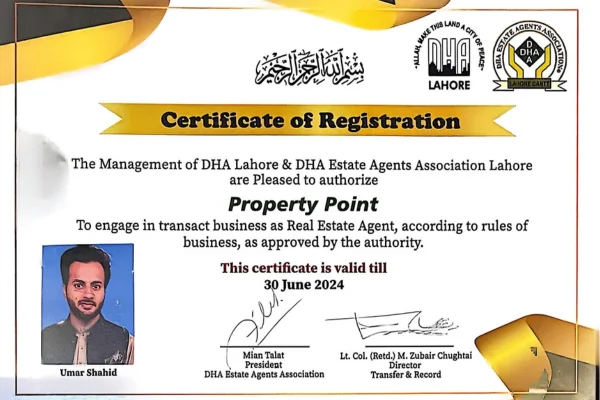 "ALLAH, MAKE THIS LAND A CITY OF PEACE"
DHA
LAHORE
DHA ESTATE AGENTS ASSOCIATION
D
DHA
A
LAHORE CANTT
بسم الله الرحمن الرحيم
Certificate of Registration
The Management of DHA Lahore & DHA Estate Agents Association Lahore
are Pleased to authorize
Property Point
To engage in transact business as Real Estate Agent, according to rules of
business, as approved by the authority.
This certificate is valid till
30 June 2024
Umar Shahid
Mian Talat
President
DHA Estate Agents Association
Lt. Col. (Retd.) M. Zubair Chughtai
Director
Transfer & Record